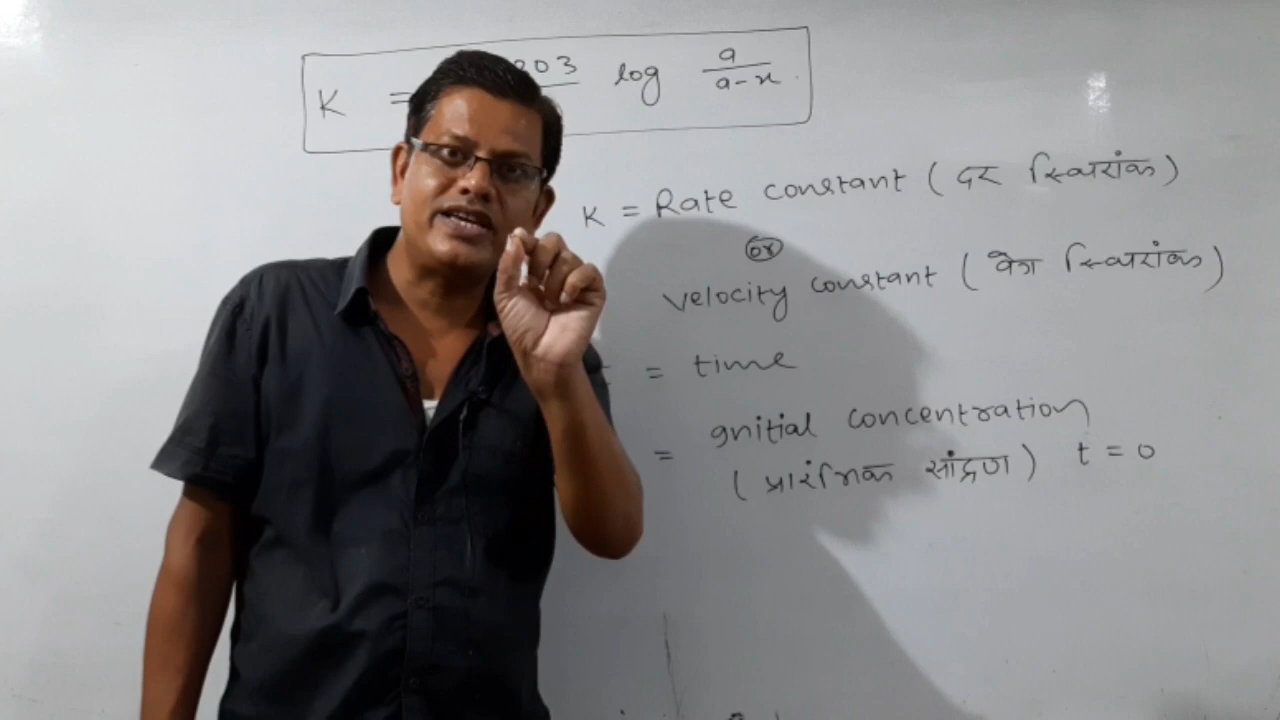 K = 303 log a/a-x
K = Rate constant (दर स्थिरांक)
or
velocity constant (वेग स्थिरांक)
= time
= Initial concentration
(प्रारंभिक सांद्रण) t = 0